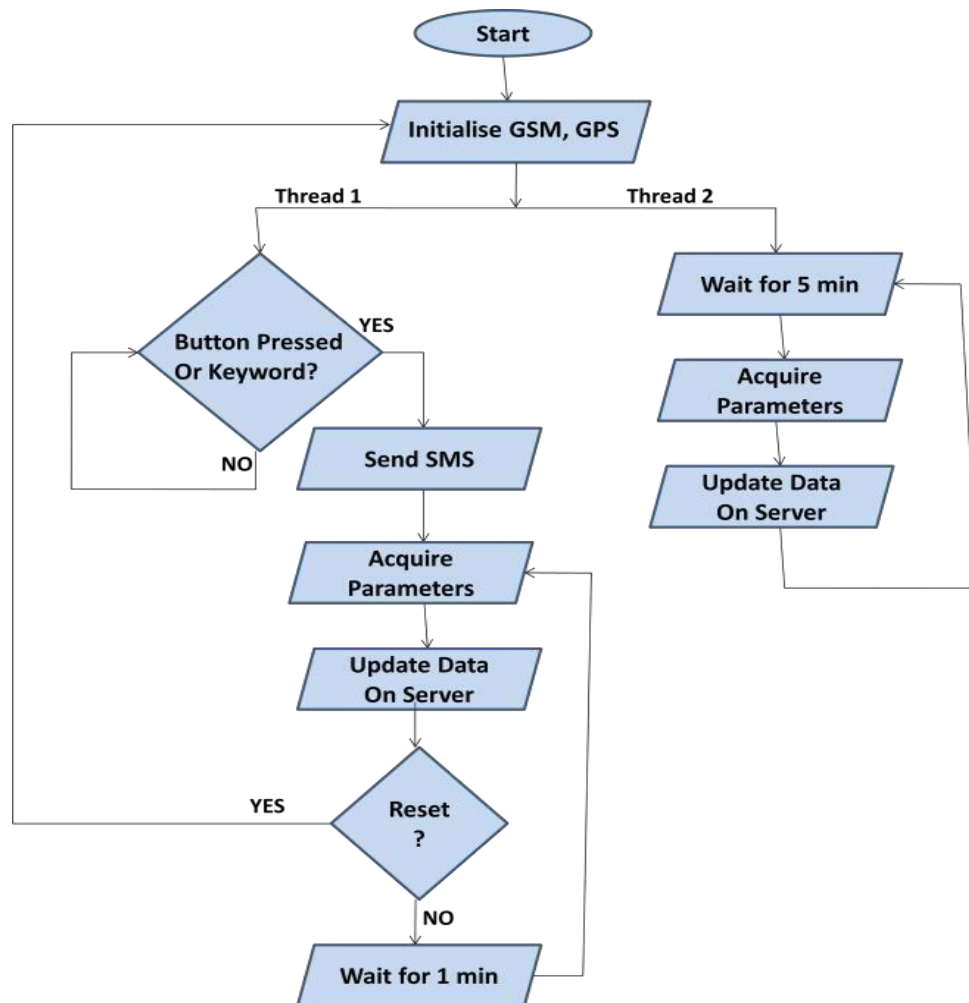 Start
Initialise GSM, GPS
Thread 1
Thread 2
Button Pressed
Or Keyword?
YES
NO
Send SMS
Acquire
Parameters
Update Data
On Server
Reset
?
YES
NO
Wait for 1 min
Wait for 5 min
Acquire
Parameters
Update Data
On Server